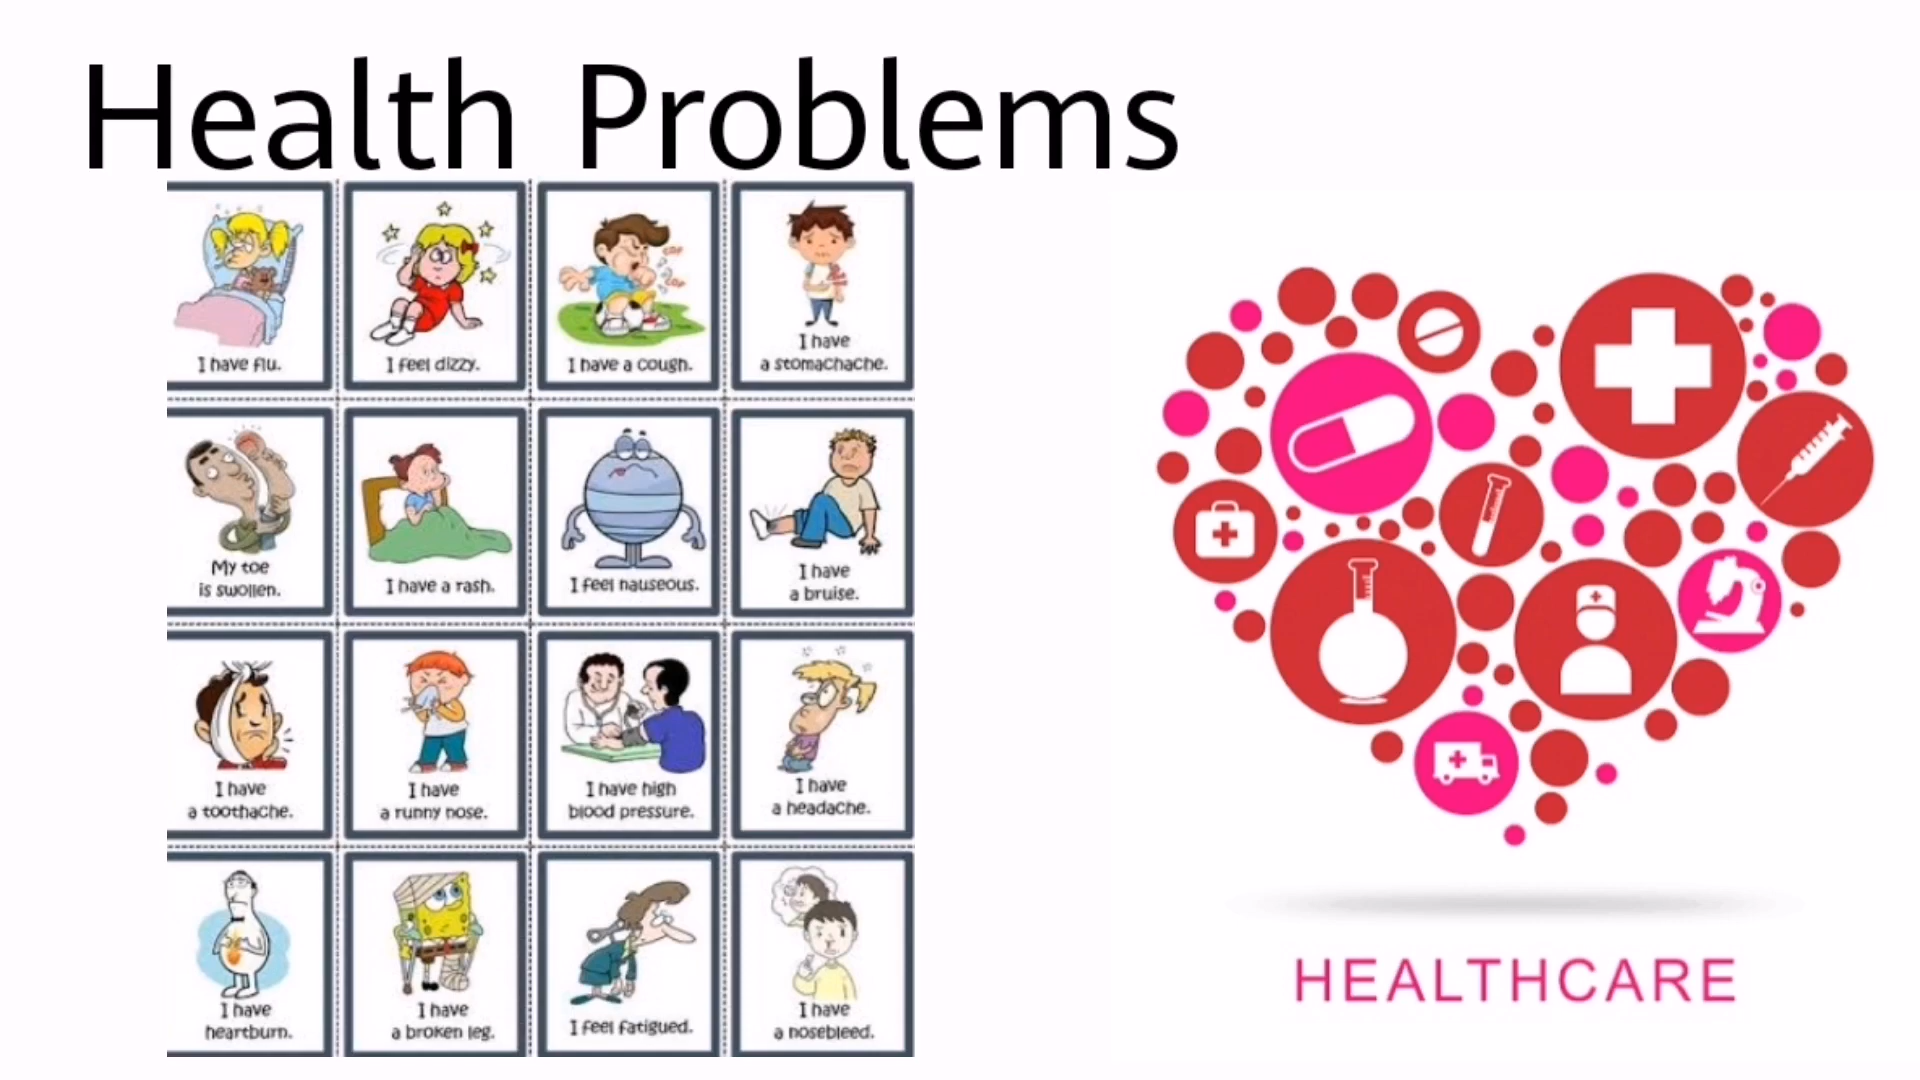 Health Problems
I have flu.
I feel dizzy.
COF
COF
I have a cough.
I have
a stomachache.
My toe
is swollen.
I have a rash.
I feel nauseous.
I have
a bruise.
I have
a toothache.
I have
a runny nose.
I have high
blood pressure.
I have
a headache.
I have
heartburn.
I have
a broken leg.
I feel fatigued.
I have
a nosebleed.
HEALTHCARE